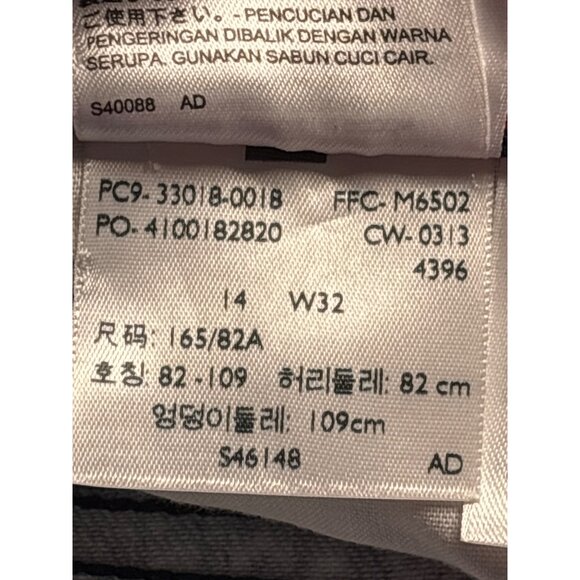 ご使用下さい。- PENCUCIAN DAN
PENGERINGAN DIBALIK DENGAN WARNA
SERUPA. GUNAKAN SABUN CUCI CAIR.
S40088 AD
PC9- 33018-0018 FFC- M6502
PO- 4100182820 CW- 0313
4396
14 W32
尺码: 165/82A
호칭: 82 -109 허리둘레: 82 cm
엉덩이둘레: 109cm
S46148 AD